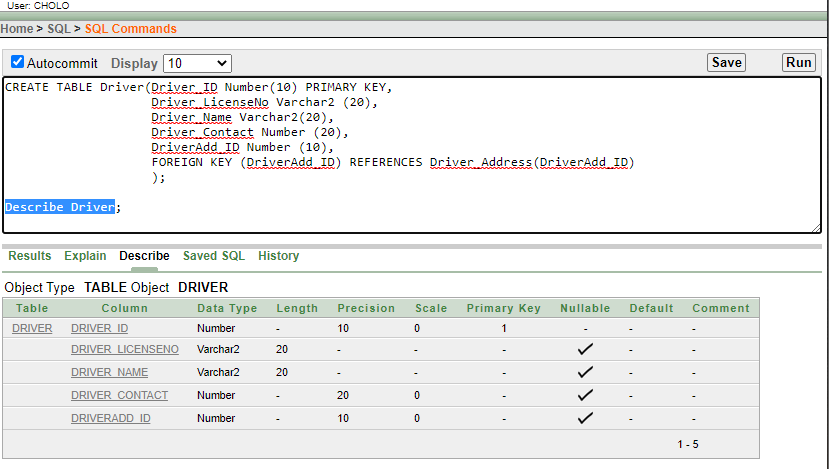 User: CHOLO
Home > SQL > SQL Commands
Autocommit Display 10 Save Run
CREATE TABLE Driver(Driver_ID Number(10) PRIMARY KEY,
Driver_LicenseNo Varchar2 (20),
Driver_Name Varchar2(20),
Driver_Contact Number (20),
DriverAdd_ID Number (10),
FOREIGN KEY (DriverAdd_ID) REFERENCES Driver_Address(DriverAdd_ID)
);
Describe Driver;
Results Explain Describe Saved SQL History
Object Type TABLE Object DRIVER
Table Column Data Type Length Precision Scale Primary Key Nullable Default Comment
DRIVER DRIVER_ID Number - 10 0 1 - - -
DRIVER_LICENSENO Varchar2 20 - - - ✓ - -
DRIVER_NAME Varchar2 20 - - - ✓ - -
DRIVER_CONTACT Number - 20 0 - ✓ - -
DRIVERADD_ID Number - 10 0 - ✓ - -
1 - 5